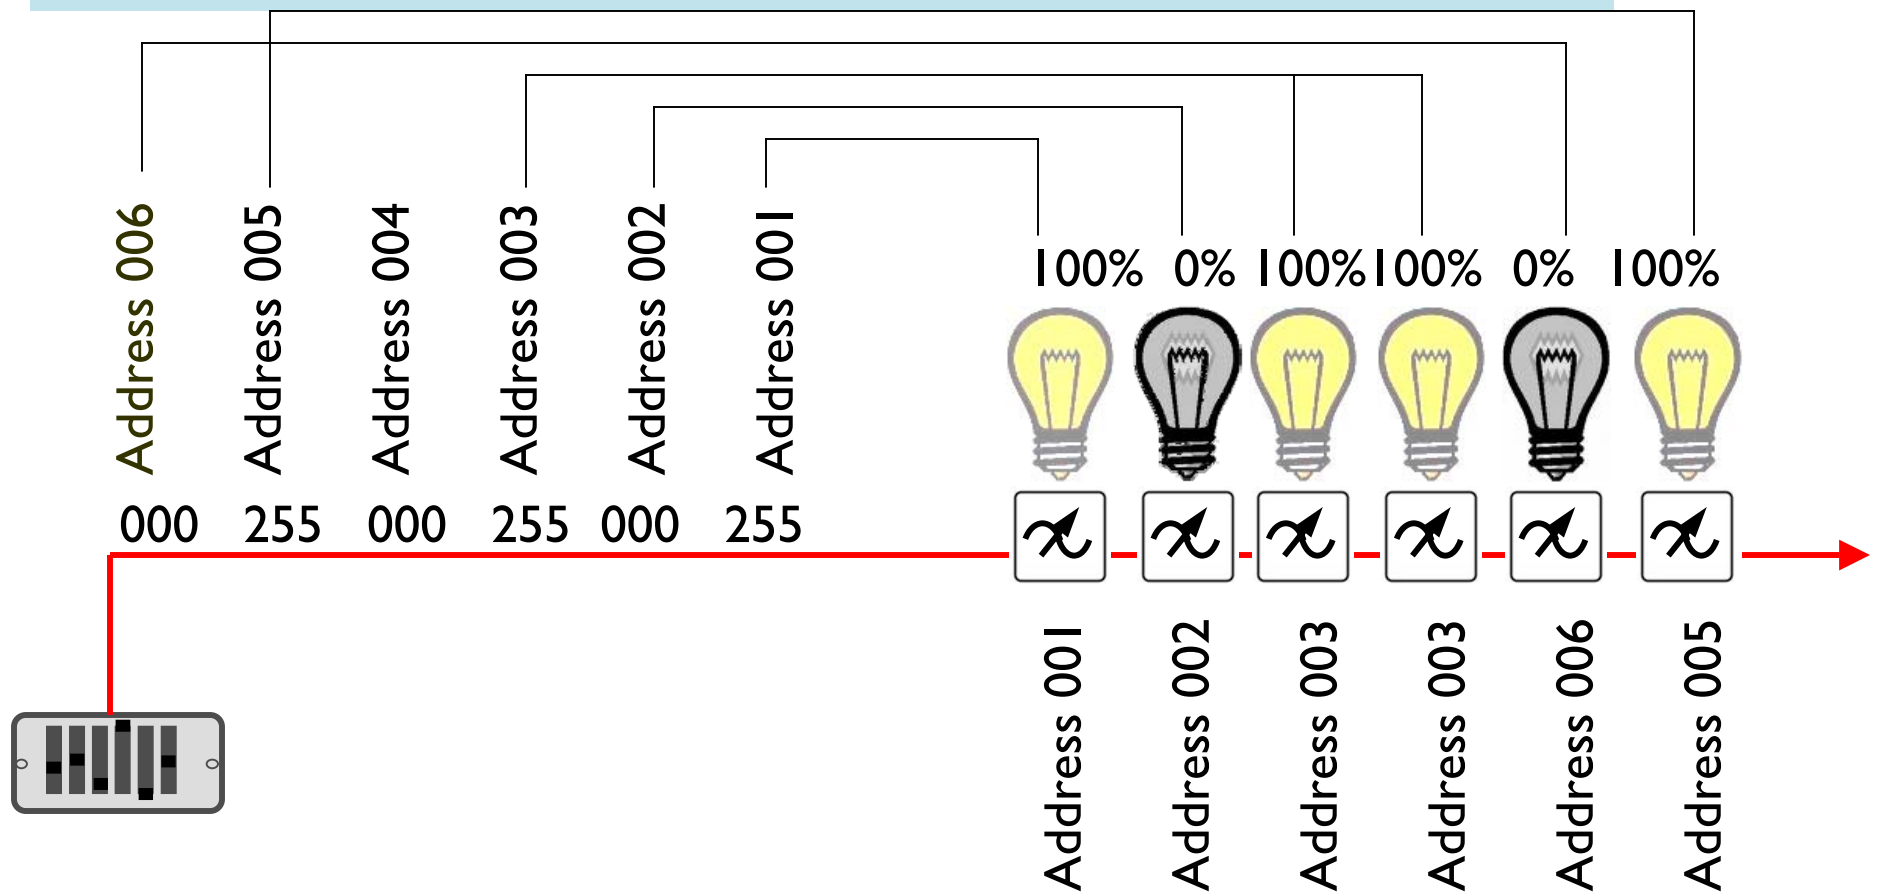 Address 006
Address 005
Address 004
Address 003
Address 002
Address 001
100% 0% 100% 100% 0% 100%
000 255 000 255 000 255
Address 001
Address 002
Address 003
Address 003
Address 006
Address 005